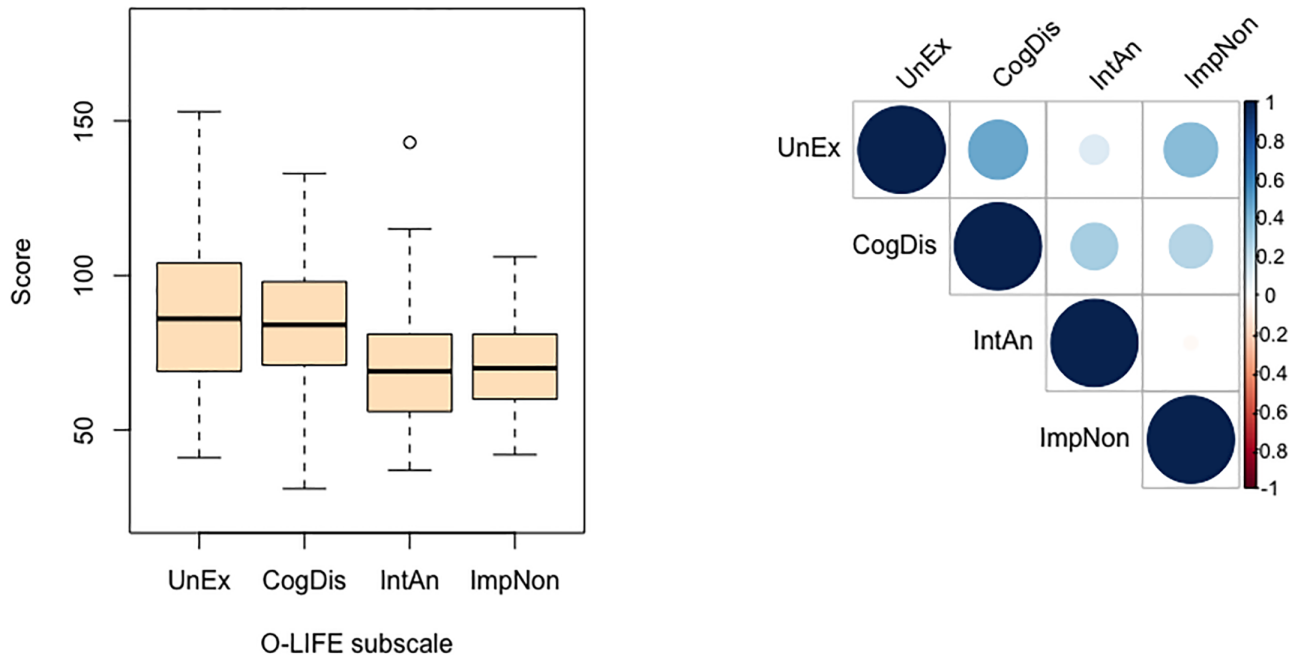 Score
150
100
50
UnEx CogDis IntAn ImpNon
O-LIFE subscale
UnEx CogDis IntAn ImpNon
UnEx
CogDis
IntAn
ImpNon
1
0.8
0.6
0.4
0.2
0
-0.2
-0.4
-0.6
-0.8
-1